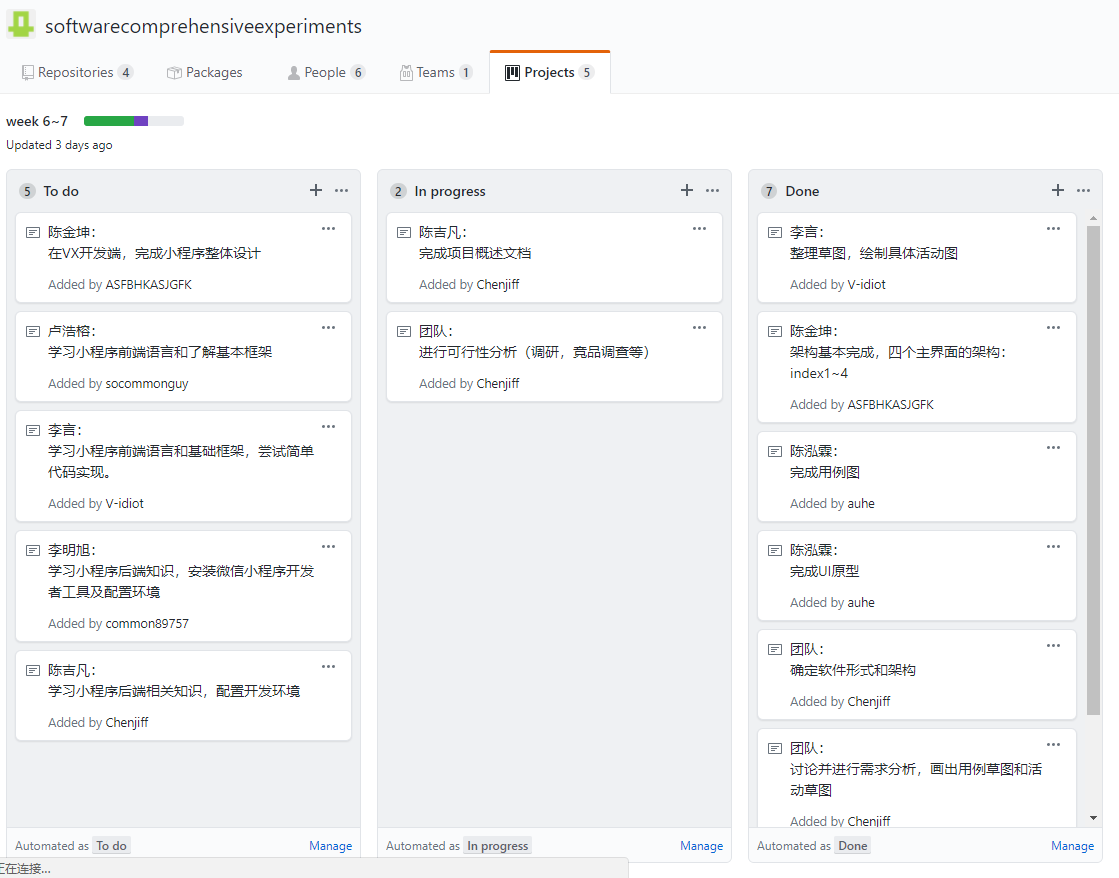 softwarecomprehensiveexperiments
Repositories 4 Packages People 6 Teams 1 Projects 5
week 6~7
Updated 3 days ago
5 To do
陈金坤：
在VX开发端，完成小程序整体设计
Added by ASFBHKASJGFK
卢浩榕：
学习小程序前端语言和了解基本框架
Added by socommonguy
李言：
学习小程序前端语言和基础框架，尝试简单
代码实现。
Added by V-idiot
李明旭：
学习小程序后端知识，安装微信小程序开发
者工具及配置环境
Added by common89757
陈吉凡：
学习小程序后端相关知识，配置开发环境
Added by Chenjiff
Automated as To do Manage
2 In progress
陈吉凡：
完成项目概述文档
Added by Chenjiff
团队：
进行可行性分析（调研，竞品调查等）
Added by Chenjiff
Automated as In progress Manage
7 Done
李言：
整理草图，绘制具体活动图
Added by V-idiot
陈金坤：
架构基本完成，四个主界面的架构：
index1~4
Added by ASFBHKASJGFK
陈泓霖：
完成用例图
Added by auhe
陈泓霖：
完成UI原型
Added by auhe
团队：
确定软件形式和架构
Added by Chenjiff
团队：
讨论并进行需求分析，画出用例草图和活
动草图
Added by Chenjiff
Automated as Done Manage
正在连接...